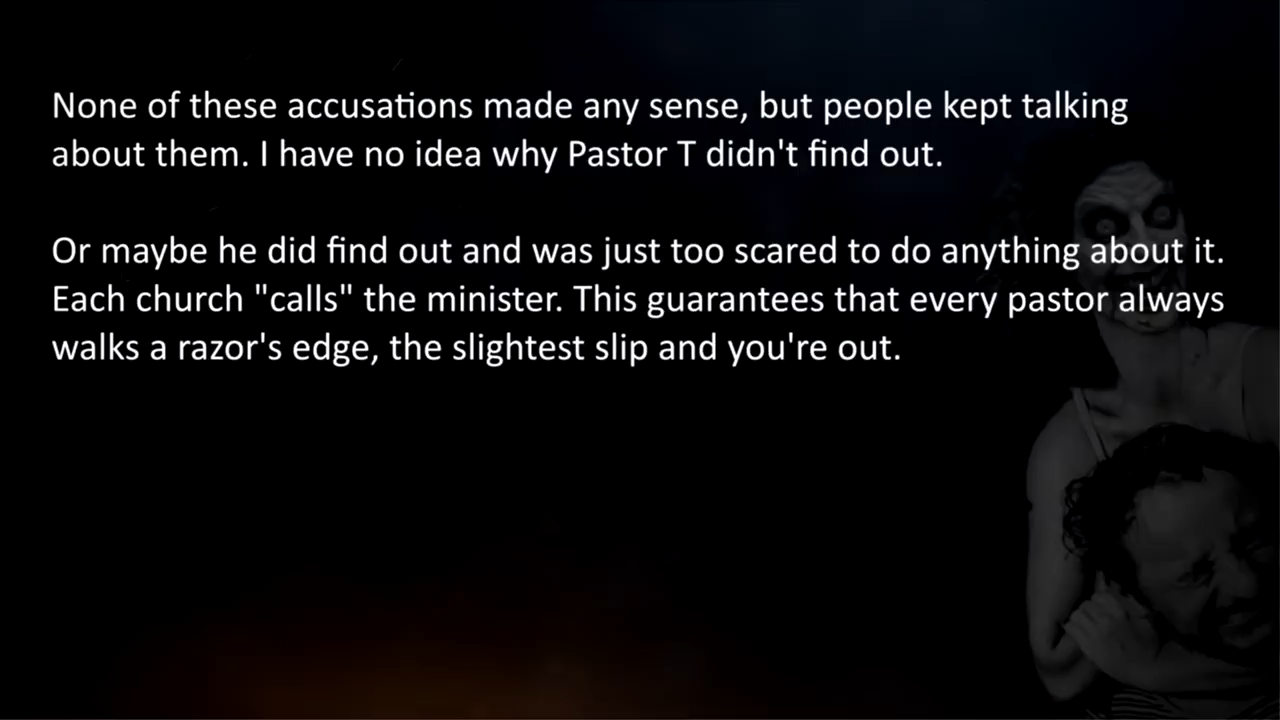 None of these accusations made any sense, but people kept talking
about them. I have no idea why Pastor T didn't find out.
Or maybe he did find out and was just too scared to do anything about it.
Each church "calls" the minister. This guarantees that every pastor always
walks a razor's edge, the slightest slip and you're out.